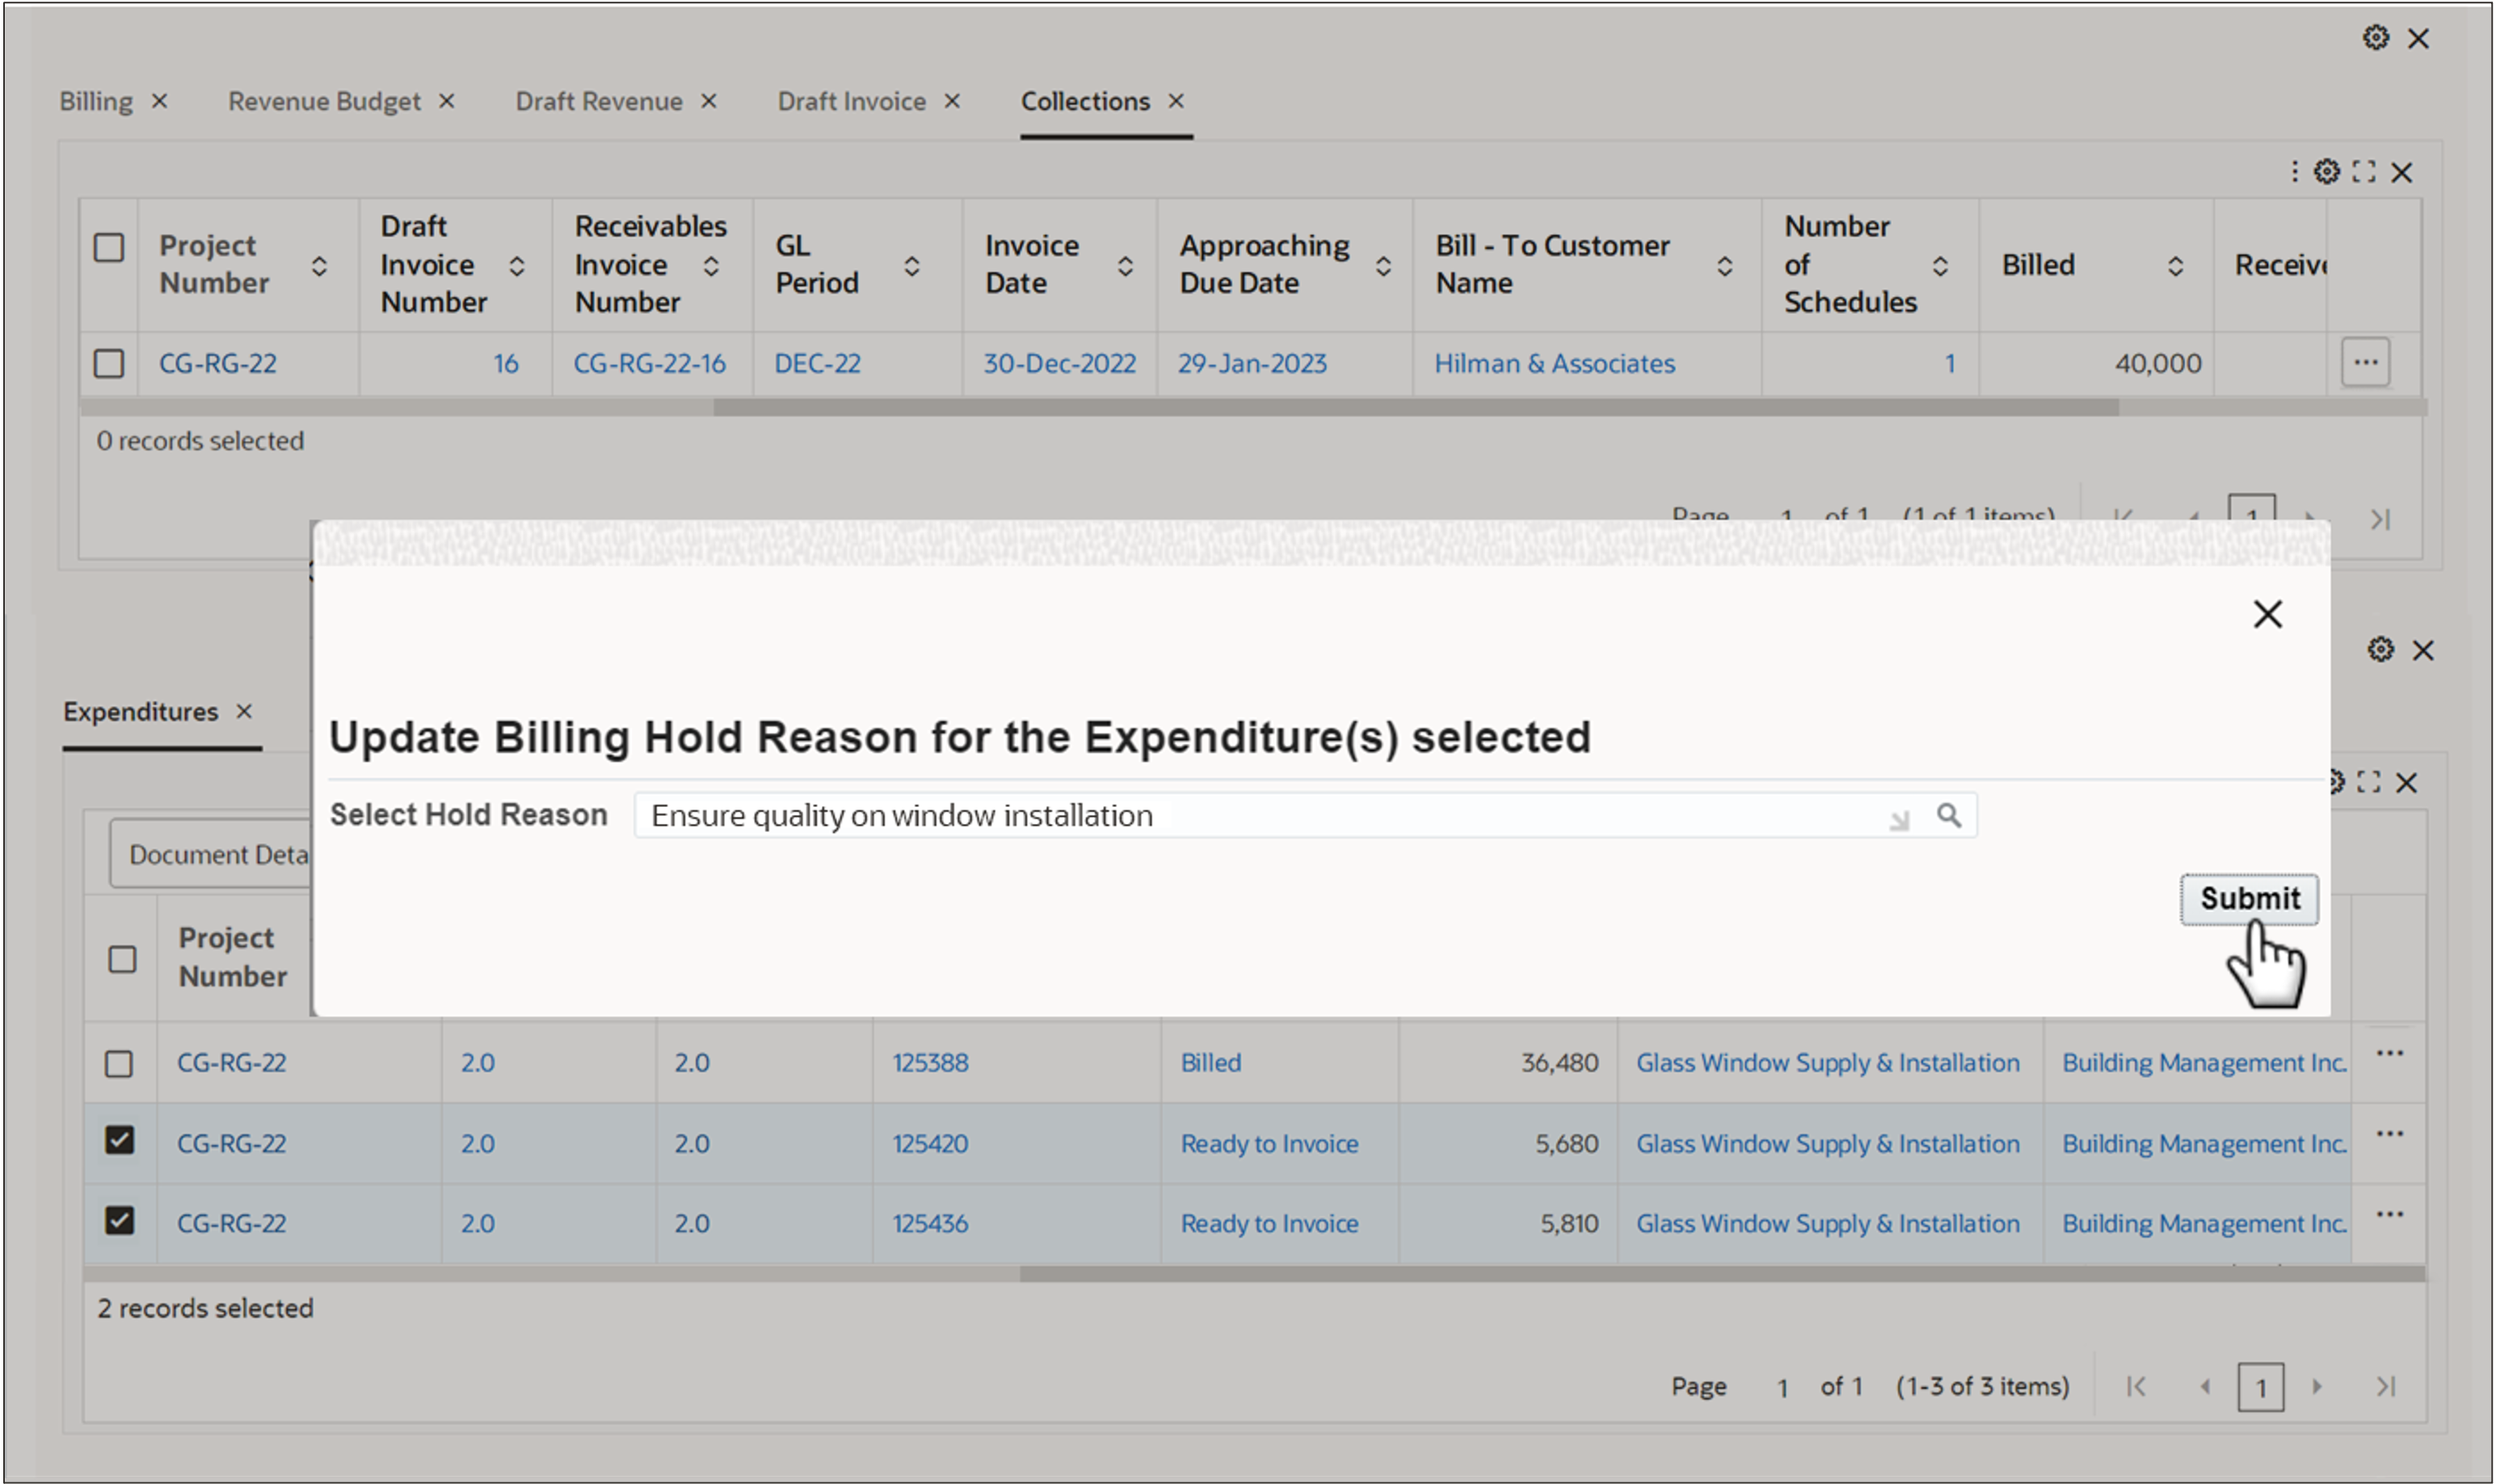 Billing Revenue Budget Draft Revenue Draft Invoice Collections
Project Number Draft Invoice Number Receivables Invoice Number GL Period Invoice Date Approaching Due Date Bill - To Customer Name Number of Schedules Billed
CG-RG-22 16 CG-RG-22-16 DEC-22 30-Dec-2022 29-Jan-2023 Hilman & Associates 1 40,000 ...
0 records selected
Page 1 of 1 (1 of 1 items) 1
Expenditures
Update Billing Hold Reason for the Expenditure(s) selected
Select Hold Reason Ensure quality on window installation
Document
Submit
Project Number
CG-RG-22 2.0 2.0 125388 Billed 36,480 Glass Window Supply & Installation Building Management Inc. ...
CG-RG-22 2.0 2.0 125420 Ready to Invoice 5,680 Glass Window Supply & Installation Building Management Inc. ...
CG-RG-22 2.0 2.0 125436 Ready to Invoice 5,810 Glass Window Supply & Installation Building Management Inc. ...
2 records selected
Page 1 of 1 (1-3 of 3 items) 1